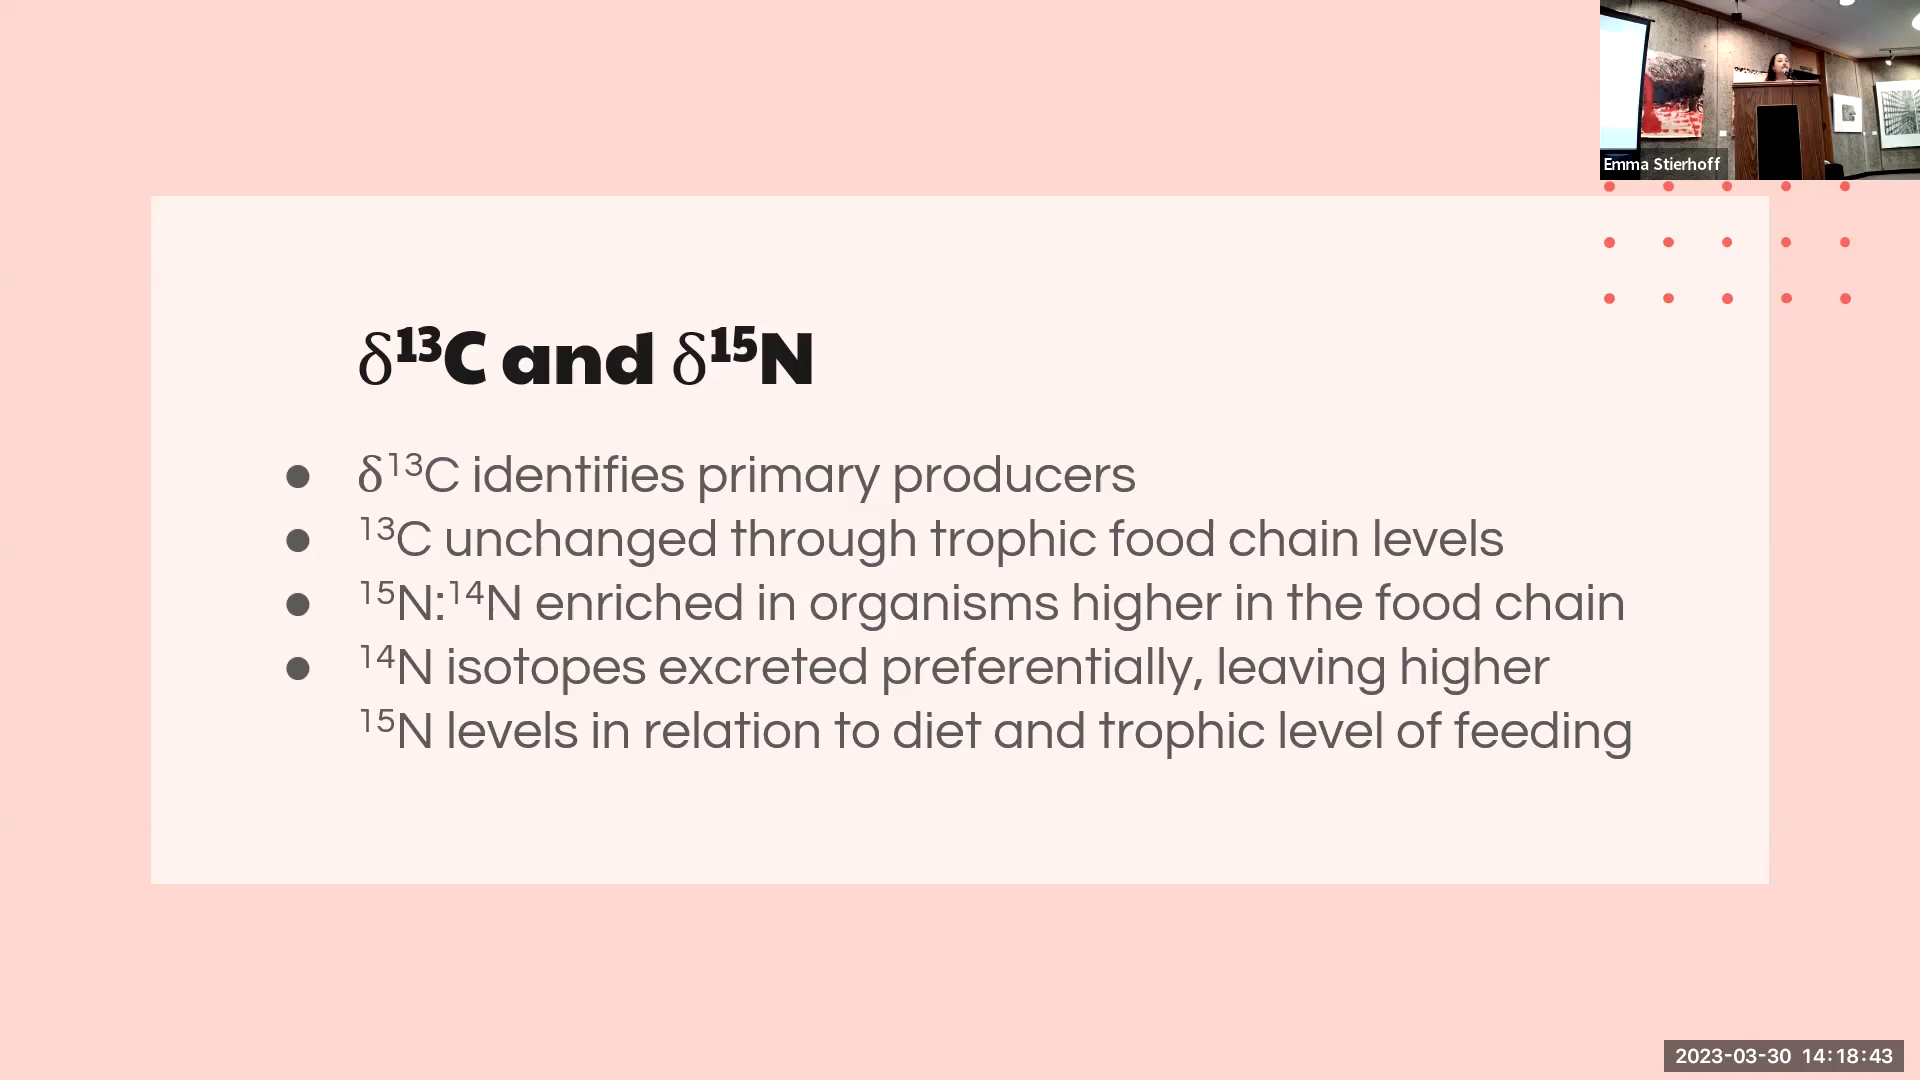 Emma Stierhoff
δ¹³C and δ¹⁵N
● δ¹³C identifies primary producers
● ¹³C unchanged through trophic food chain levels
● ¹⁵N:¹⁴N enriched in organisms higher in the food chain
● ¹⁴N isotopes excreted preferentially, leaving higher
¹⁵N levels in relation to diet and trophic level of feeding
2023-03-30 14:18:43